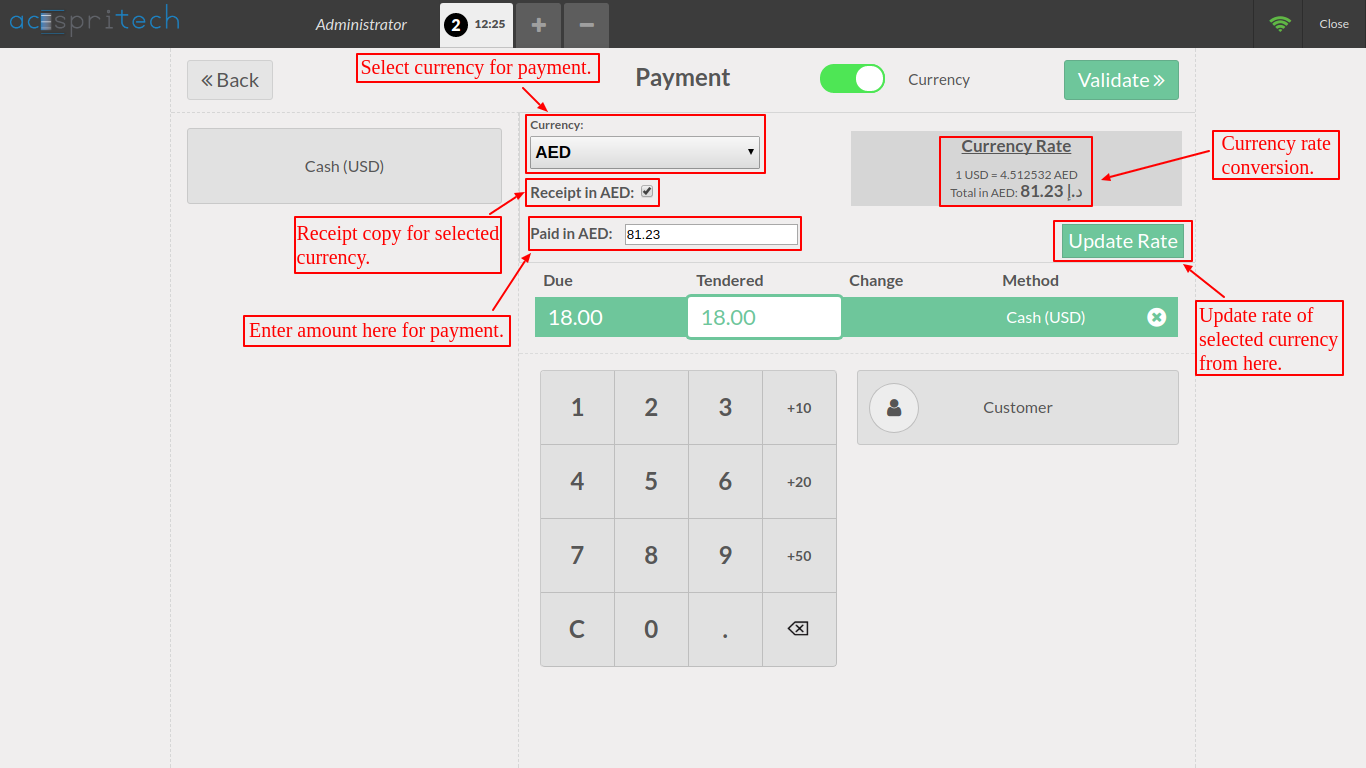 acespritech
Administrator
2 12:25
Close
Select currency for payment.
Back
Payment
Currency
Validate
Currency:
AED
Cash (USD)
Currency Rate
1 USD = 4.512532 AED
Total in AED: 81.23 د.إ
Currency rate
conversion.
Receipt in AED:
Receipt copy for selected
currency.
Paid in AED: 81.23
Update Rate
Due Tendered Change Method
18.00 18.00 Cash (USD)
Enter amount here for payment.
Update rate of
selected currency
from here.
1 2 3 +10
4 5 6 +20
7 8 9 +50
C 0 .
Customer